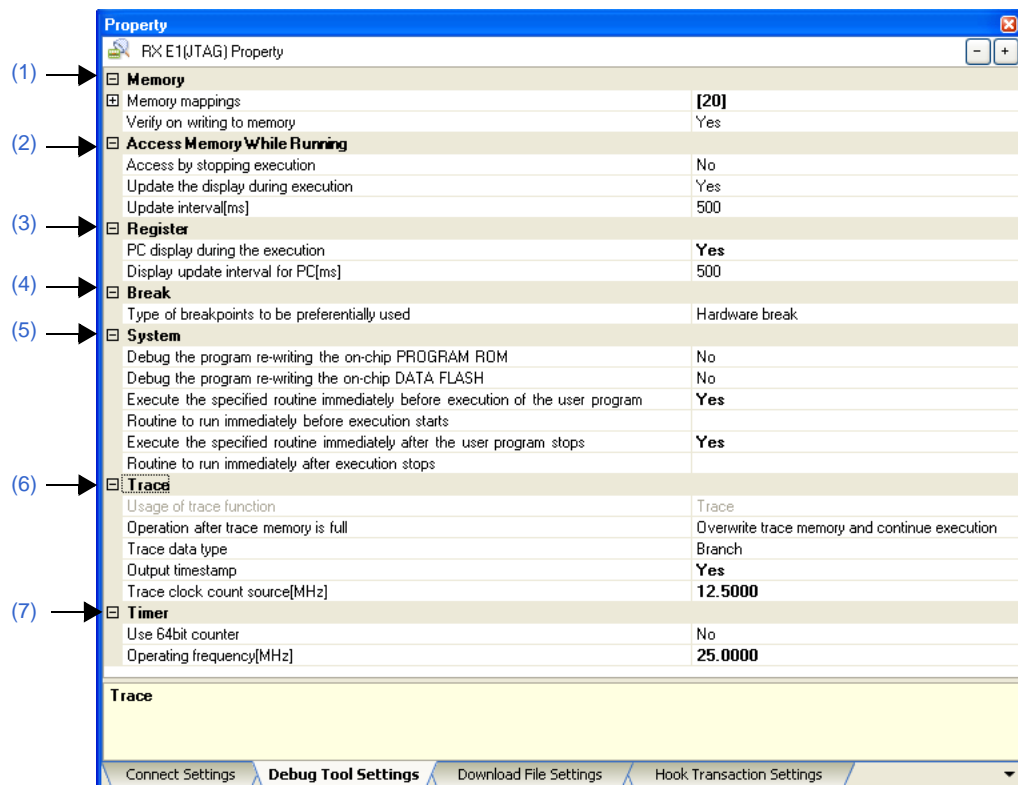 Property
RX E1(JTAG) Property
(1) Memory
Memory mappings [20]
Verify on writing to memory Yes
(2) Access Memory While Running
Access by stopping execution No
Update the display during execution Yes
Update interval[ms] 500
(3) Register
PC display during the execution Yes
Display update interval for PC[ms] 500
(4) Break
Type of breakpoints to be preferentially used Hardware break
(5) System
Debug the program re-writing the on-chip PROGRAM ROM No
Debug the program re-writing the on-chip DATA FLASH No
Execute the specified routine immediately before execution of the user program Yes
Routine to run immediately before execution starts
Execute the specified routine immediately after the user program stops Yes
Routine to run immediately after execution stops
(6) Trace
Usage of trace function Trace
Operation after trace memory is full Overwrite trace memory and continue execution
Trace data type Branch
Output timestamp Yes
Trace clock count source[MHz] 12.5000
(7) Timer
Use 64bit counter No
Operating frequency[MHz] 25.0000
Trace
Connect Settings Debug Tool Settings Download File Settings Hook Transaction Settings